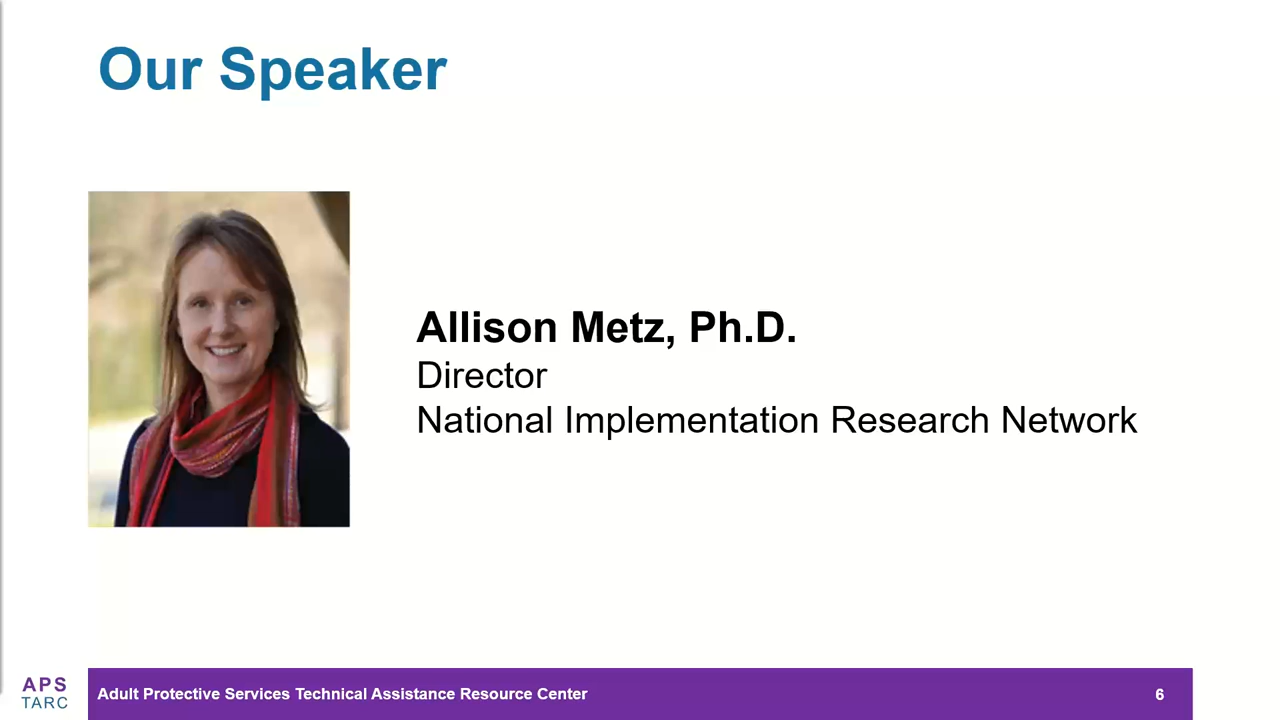 Our Speaker
Allison Metz, Ph.D.
Director
National Implementation Research Network
APS
TARC
Adult Protective Services Technical Assistance Resource Center
6